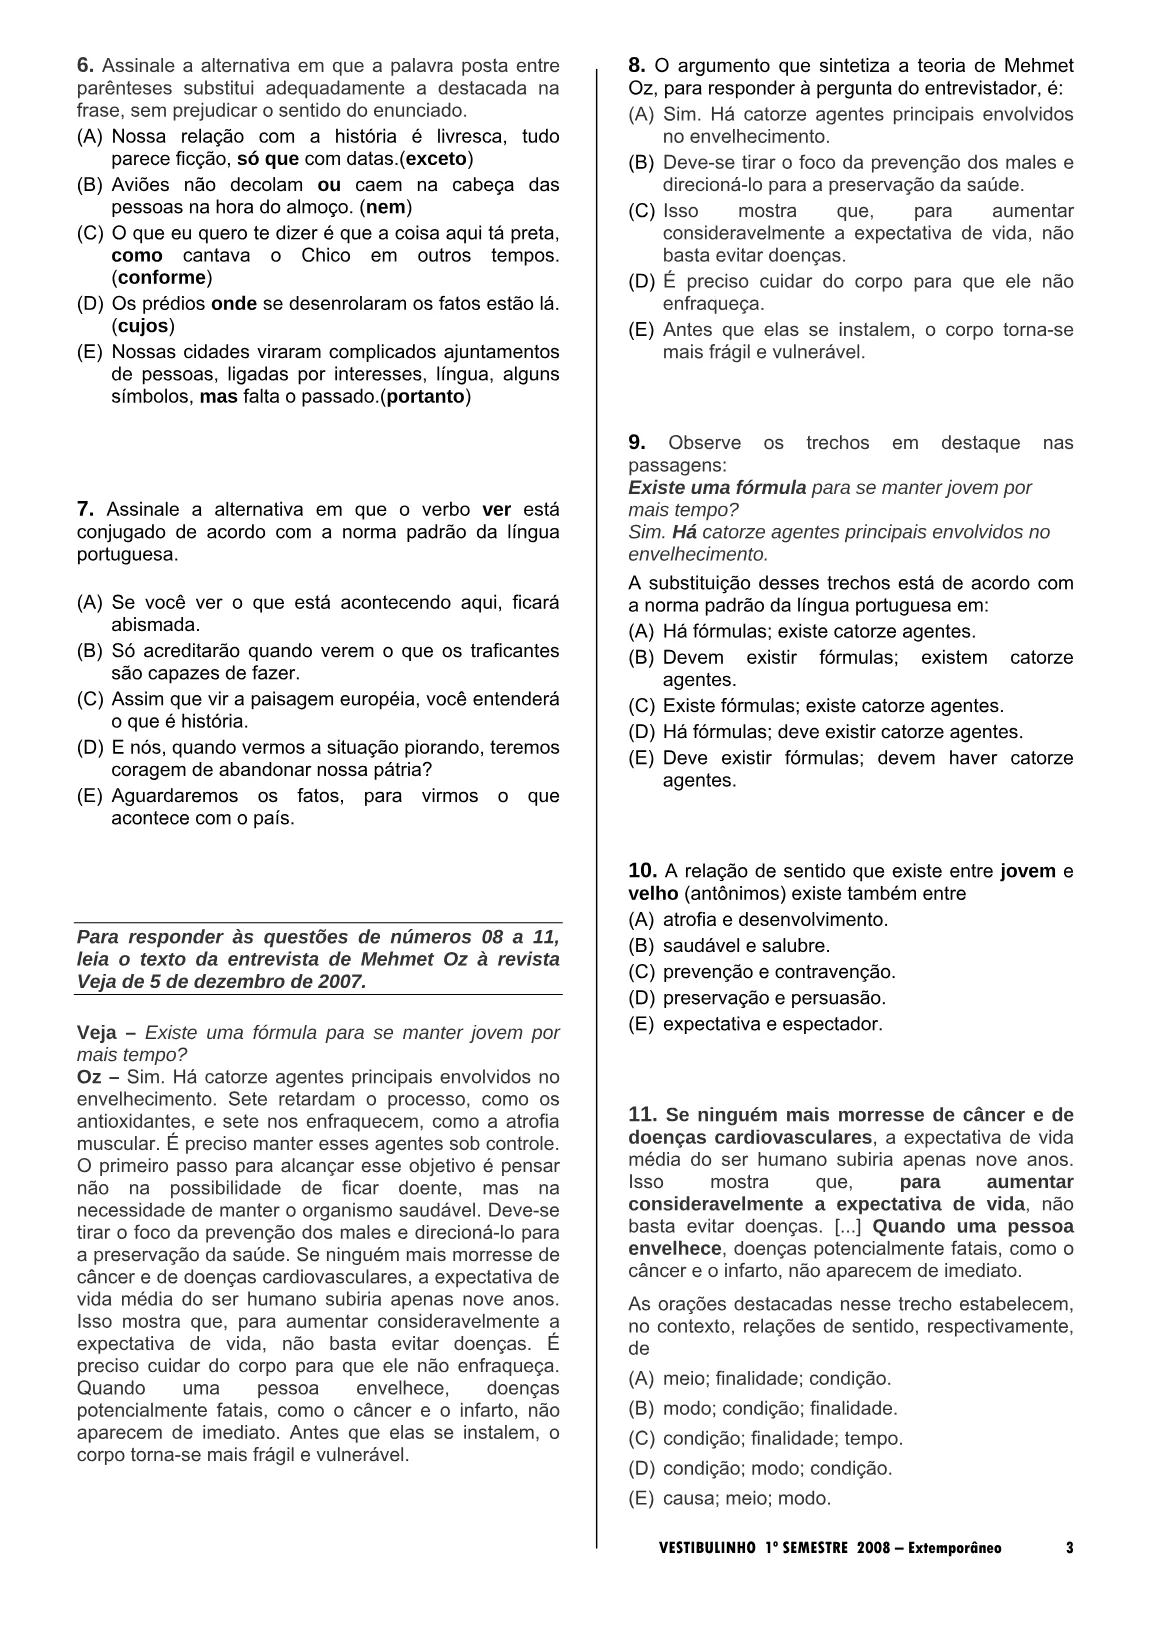 6. Assinale a alternativa em que a palavra posta entre
parênteses substitui adequadamente a destacada na
frase, sem prejudicar o sentido do enunciado.
(A) Nossa relação com a história é livresca, tudo
parece ficção, só que com datas.(exceto)
(B) Aviões não decolam ou caem na cabeça das
pessoas na hora do almoço. (nem)
(C) O que eu quero te dizer é que a coisa aqui tá preta,
como cantava o Chico em outros tempos.
(conforme)
(D) Os prédios onde se desenrolaram os fatos estão lá.
(cujos)
(E) Nossas cidades viraram complicados ajuntamentos
de pessoas, ligadas por interesses, língua, alguns
símbolos, mas falta o passado.(portanto)
7. Assinale a alternativa em que o verbo ver está
conjugado de acordo com a norma padrão da língua
portuguesa.
(A) Se você ver o que está acontecendo aqui, ficará
abismada.
(B) Só acreditarão quando verem o que os traficantes
são capazes de fazer.
(C) Assim que vir a paisagem européia, você entenderá
o que é história.
(D) E nós, quando vermos a situação piorando, teremos
coragem de abandonar nossa pátria?
(E) Aguardaremos os fatos, para virmos o que
acontece com o país.
Para responder às questões de números 08 a 11,
leia o texto da entrevista de Mehmet Oz à revista
Veja de 5 de dezembro de 2007.
Veja – Existe uma fórmula para se manter jovem por
mais tempo?
Oz – Sim. Há catorze agentes principais envolvidos no
envelhecimento. Sete retardam o processo, como os
antioxidantes, e sete nos enfraquecem, como a atrofia
muscular. É preciso manter esses agentes sob controle.
O primeiro passo para alcançar esse objetivo é pensar
não na possibilidade de ficar doente, mas na
necessidade de manter o organismo saudável. Deve-se
tirar o foco da prevenção dos males e direcioná-lo para
a preservação da saúde. Se ninguém mais morresse de
câncer e de doenças cardiovasculares, a expectativa de
vida média do ser humano subiria apenas nove anos.
Isso mostra que, para aumentar consideravelmente a
expectativa de vida, não basta evitar doenças. É
preciso cuidar do corpo para que ele não enfraqueça.
Quando uma pessoa envelhece, doenças
potencialmente fatais, como o câncer e o infarto, não
aparecem de imediato. Antes que elas se instalem, o
corpo torna-se mais frágil e vulnerável.
8. O argumento que sintetiza a teoria de Mehmet
Oz, para responder à pergunta do entrevistador, é:
(A) Sim. Há catorze agentes principais envolvidos
no envelhecimento.
(B) Deve-se tirar o foco da prevenção dos males e
direcioná-lo para a preservação da saúde.
(C) Isso mostra que, para aumentar
consideravelmente a expectativa de vida, não
basta evitar doenças.
(D) É preciso cuidar do corpo para que ele não
enfraqueça.
(E) Antes que elas se instalem, o corpo torna-se
mais frágil e vulnerável.
9. Observe os trechos em destaque nas
passagens:
Existe uma fórmula para se manter jovem por
mais tempo?
Sim. Há catorze agentes principais envolvidos no
envelhecimento.
A substituição desses trechos está de acordo com
a norma padrão da língua portuguesa em:
(A) Há fórmulas; existe catorze agentes.
(B) Devem existir fórmulas; existem catorze
agentes.
(C) Existe fórmulas; existe catorze agentes.
(D) Há fórmulas; deve existir catorze agentes.
(E) Deve existir fórmulas; devem haver catorze
agentes.
10. A relação de sentido que existe entre jovem e
velho (antônimos) existe também entre
(A) atrofia e desenvolvimento.
(B) saudável e salubre.
(C) prevenção e contravenção.
(D) preservação e persuasão.
(E) expectativa e espectador.
11. Se ninguém mais morresse de câncer e de
doenças cardiovasculares, a expectativa de vida
média do ser humano subiria apenas nove anos.
Isso mostra que, para aumentar
consideravelmente a expectativa de vida, não
basta evitar doenças. [...] Quando uma pessoa
envelhece, doenças potencialmente fatais, como o
câncer e o infarto, não aparecem de imediato.
As orações destacadas nesse trecho estabelecem,
no contexto, relações de sentido, respectivamente,
de
(A) meio; finalidade; condição.
(B) modo; condição; finalidade.
(C) condição; finalidade; tempo.
(D) condição; modo; condição.
(E) causa; meio; modo.
VESTIBULINHO 1º SEMESTRE 2008 – Extemporâneo 3